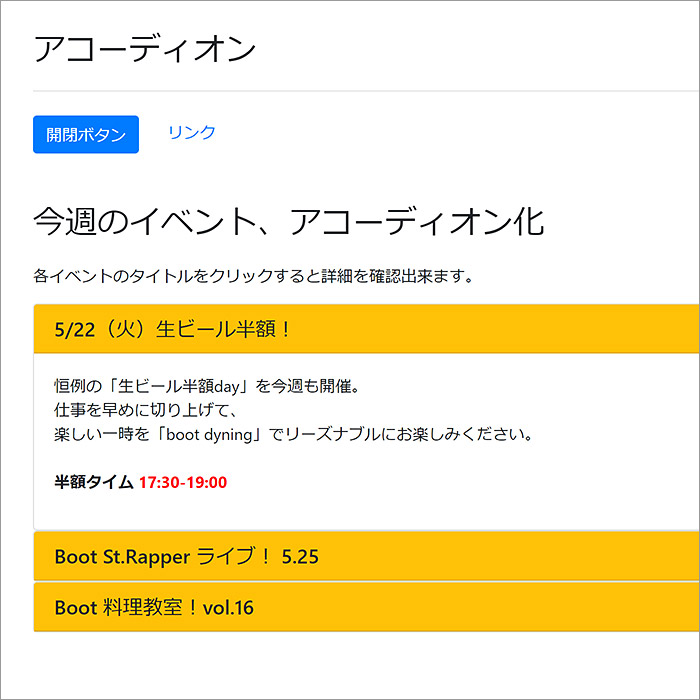 アコーディオン
開閉ボタン リンク
今週のイベント、アコーディオン化
各イベントのタイトルをクリックすると詳細を確認出来ます。
5/22（火）生ビール半額！
恒例の「生ビール半額day」を今週も開催。
仕事を早めに切り上げて、
楽しい一時を「boot dyning」でリーズナブルにお楽しみください。
半額タイム 17:30-19:00
Boot St.Rapper ライブ！ 5.25
Boot 料理教室！vol.16